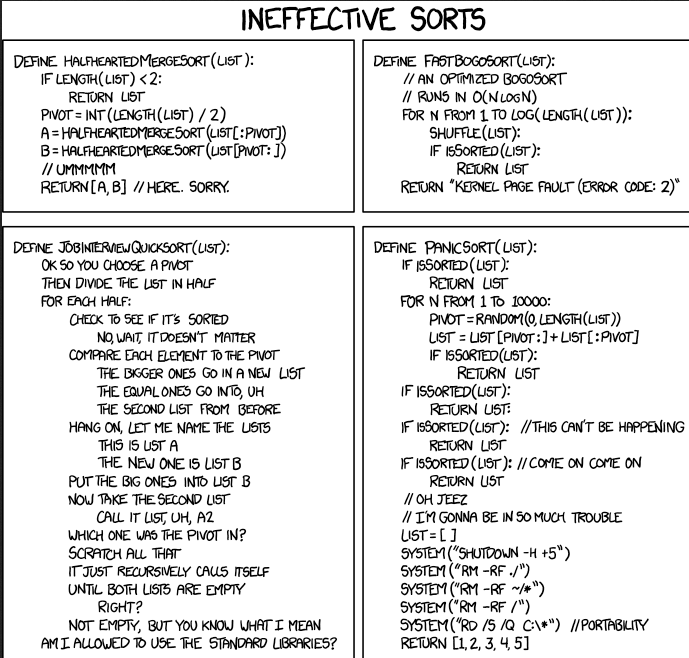 INEFFECTIVE SORTS
DEFINE HALFHEARTEDMERGESORT(LIST):
IF LENGTH(LIST) < 2:
RETURN LIST
PIVOT = INT(LENGTH(LIST) / 2)
A = HALFHEARTEDMERGESORT(LIST[:PIVOT])
B = HALFHEARTEDMERGESORT(LIST[PIVOT: ])
// UMMMMM
RETURN[A, B] // HERE. SORRY.
DEFINE FASTBOGOSORT(LIST):
// AN OPTIMIZED BOGOSORT
// RUNS IN O(N LOGN)
FOR N FROM 1 TO LOG(LENGTH(LIST)):
SHUFFLE(LIST):
IF ISSORTED(LIST):
RETURN LIST
RETURN "KERNEL PAGE FAULT (ERROR CODE: 2)"
DEFINE JOBINTERVIEWQUICKSORT(LIST):
OK SO YOU CHOOSE A PIVOT
THEN DIVIDE THE LIST IN HALF
FOR EACH HALF:
CHECK TO SEE IF IT'S SORTED
NO, WAIT, IT DOESN'T MATTER
COMPARE EACH ELEMENT TO THE PIVOT
THE BIGGER ONES GO IN A NEW LIST
THE EQUAL ONES GO INTO, UH
THE SECOND LIST FROM BEFORE
HANG ON, LET ME NAME THE LISTS
THIS IS LIST A
THE NEW ONE IS LIST B
PUT THE BIG ONES INTO LIST B
NOW TAKE THE SECOND LIST
CALL IT LIST, UH, A2
WHICH ONE WAS THE PIVOT IN?
SCRATCH ALL THAT
IT JUST RECURSIVELY CALLS ITSELF
UNTIL BOTH LISTS ARE EMPTY
RIGHT?
NOT EMPTY, BUT YOU KNOW WHAT I MEAN
AM I ALLOWED TO USE THE STANDARD LIBRARIES?
DEFINE PANICSORT(LIST):
IF ISSORTED(LIST):
RETURN LIST
FOR N FROM 1 TO 10000:
PIVOT = RANDOM(0, LENGTH(LIST))
LIST = LIST[PIVOT:] + LIST[:PIVOT]
IF ISSORTED(LIST):
RETURN LIST
IF ISSORTED(LIST):
RETURN LIST:
IF ISSORTED(LIST): //THIS CAN'T BE HAPPENING
RETURN LIST
IF ISSORTED(LIST): // COME ON COME ON
RETURN LIST
// OH JEEZ
// I'M GONNA BE IN SO MUCH TROUBLE
LIST = [ ]
SYSTEM("SHUTDOWN -H +5")
SYSTEM("RM -RF ./")
SYSTEM("RM -RF ~/*")
SYSTEM("RM -RF /")
SYSTEM("RD /S /Q C:\*") //PORTABILITY
RETURN [1, 2, 3, 4, 5]